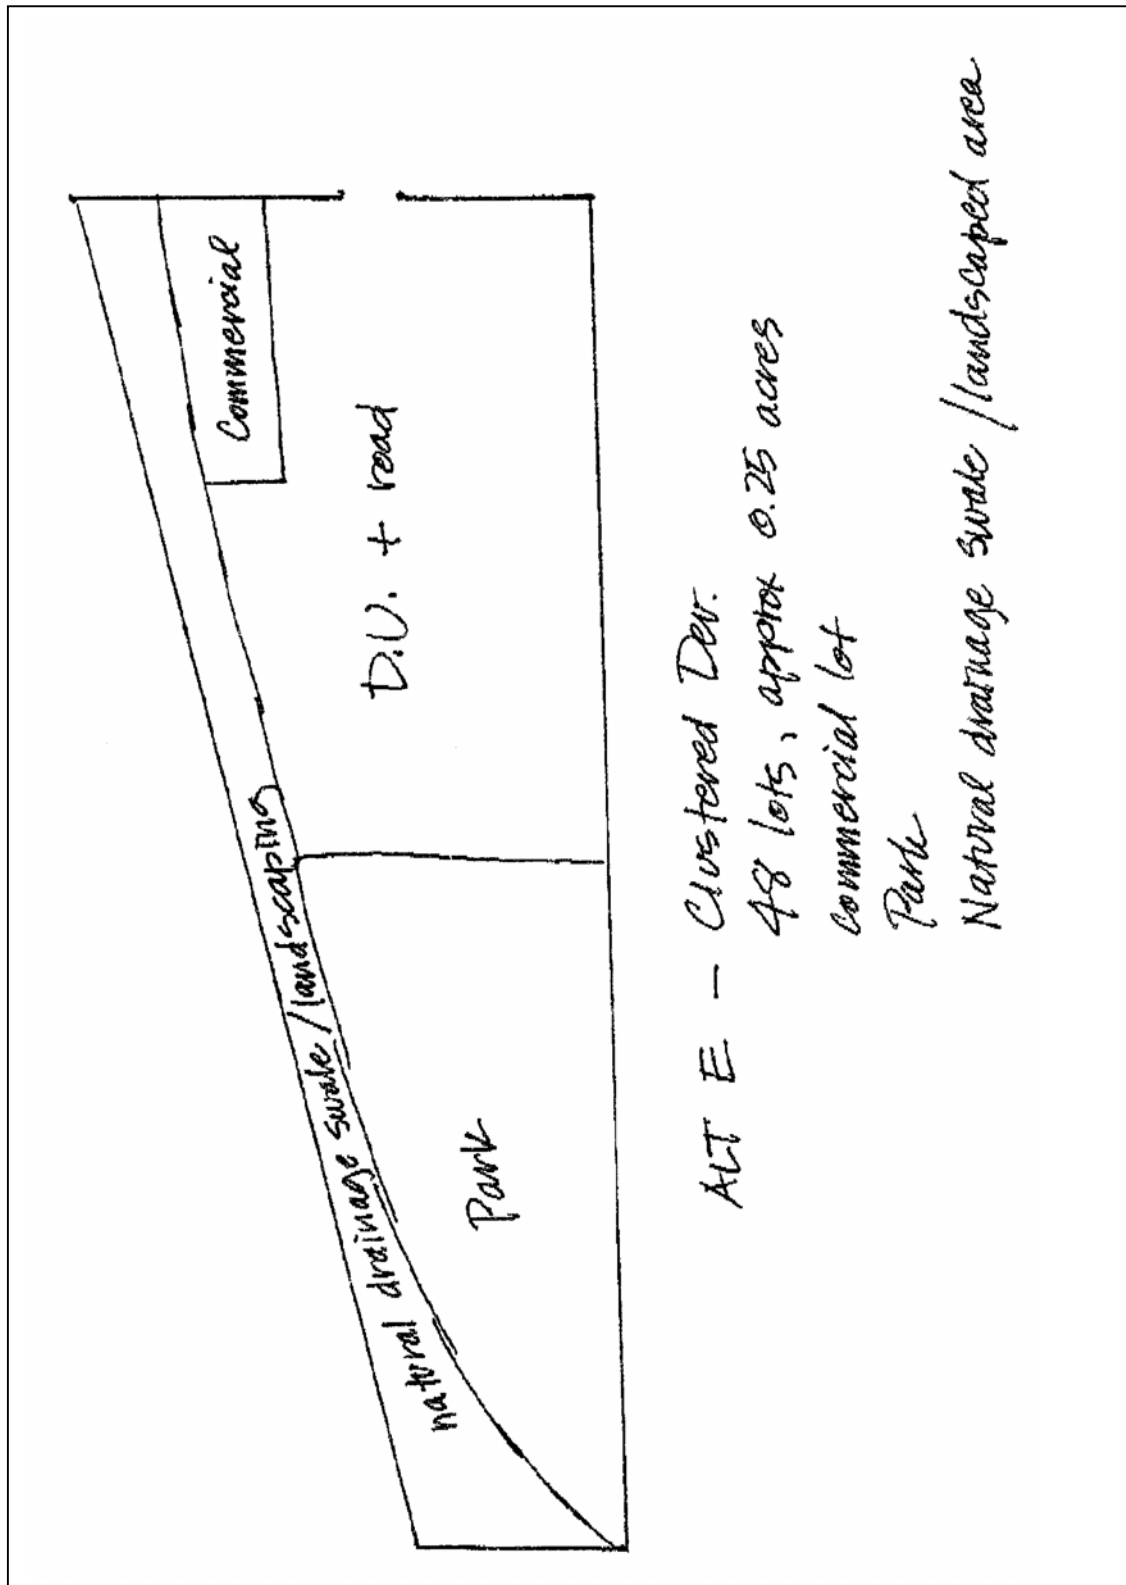 Commercial
D.U. + road
natural drainage swale / landscaping
Park
ALT E - Clustered Dev.
48 lots, approx 0.25 acres
commercial lot
Park
Natural drainage swale / landscaped area